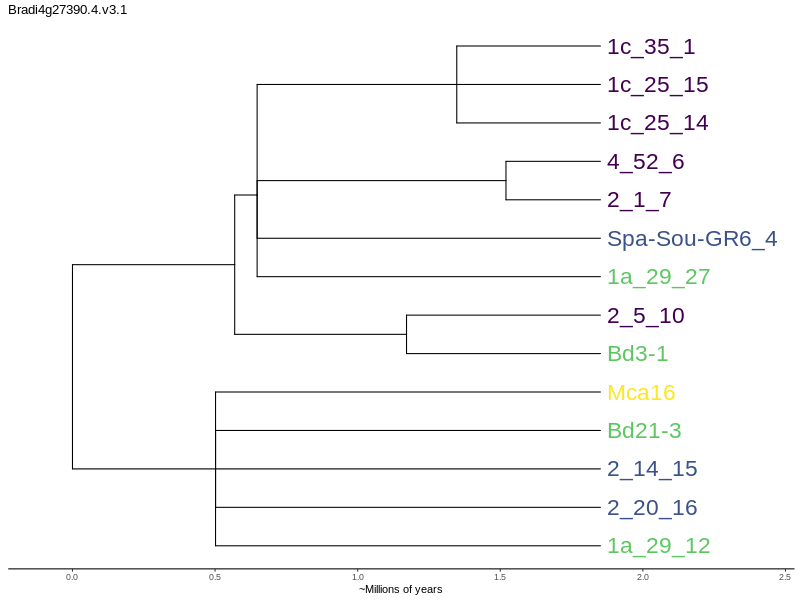 Bradi4g27390.4.v3.1
1c_35_1
1c_25_15
1c_25_14
4_52_6
2_1_7
Spa-Sou-GR6_4
1a_29_27
2_5_10
Bd3-1
Mca16
Bd21-3
2_14_15
2_20_16
1a_29_12
0.0 0.5 1.0 1.5 2.0 2.5
~Millions of years